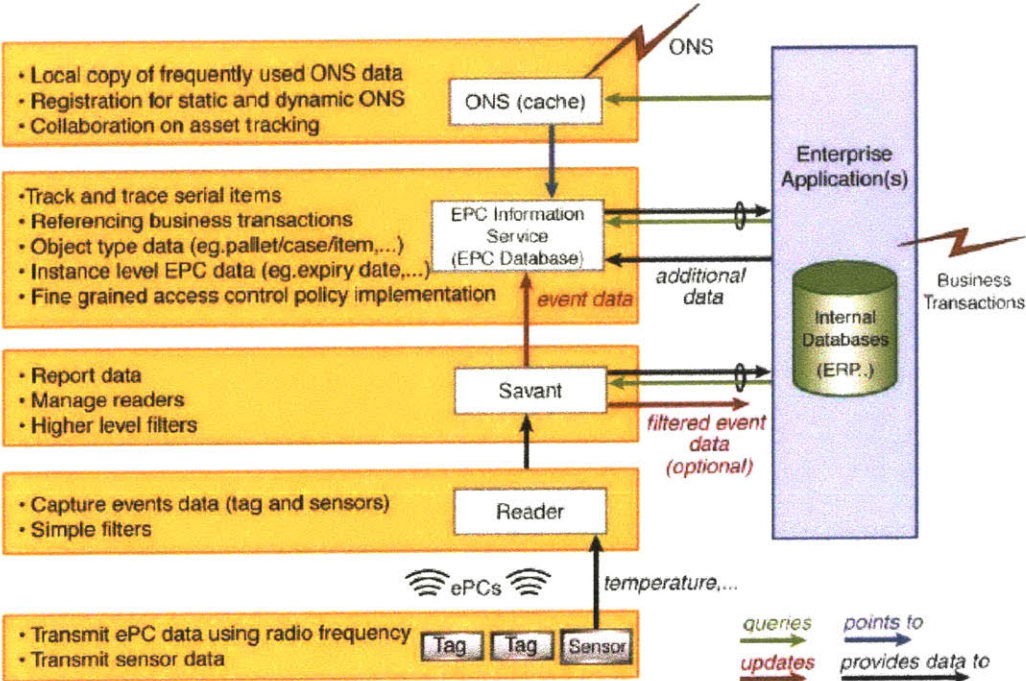 ONS
• Local copy of frequently used ONS data
• Registration for static and dynamic ONS
• Collaboration on asset tracking
ONS (cache)
Enterprise
Application(s)
•Track and trace serial items
• Referencing business transactions
• Object type data (eg.pallet/case/item,...)
• Instance level EPC data (eg.expiry date,...)
• Fine grained access control policy implementation
EPC Information
Service
(EPC Database)
event data
additional
data
Business
Transactions
Internal
Databases
(ERP..)
• Report data
• Manage readers
• Higher level filters
Savant
filtered event
data
(optional)
• Capture events data (tag and sensors)
• Simple filters
Reader
ePCs
temperature,...
• Transmit ePC data using radio frequency
• Transmit sensor data
Tag
Tag
Sensor
queries
points to
updates
provides data to